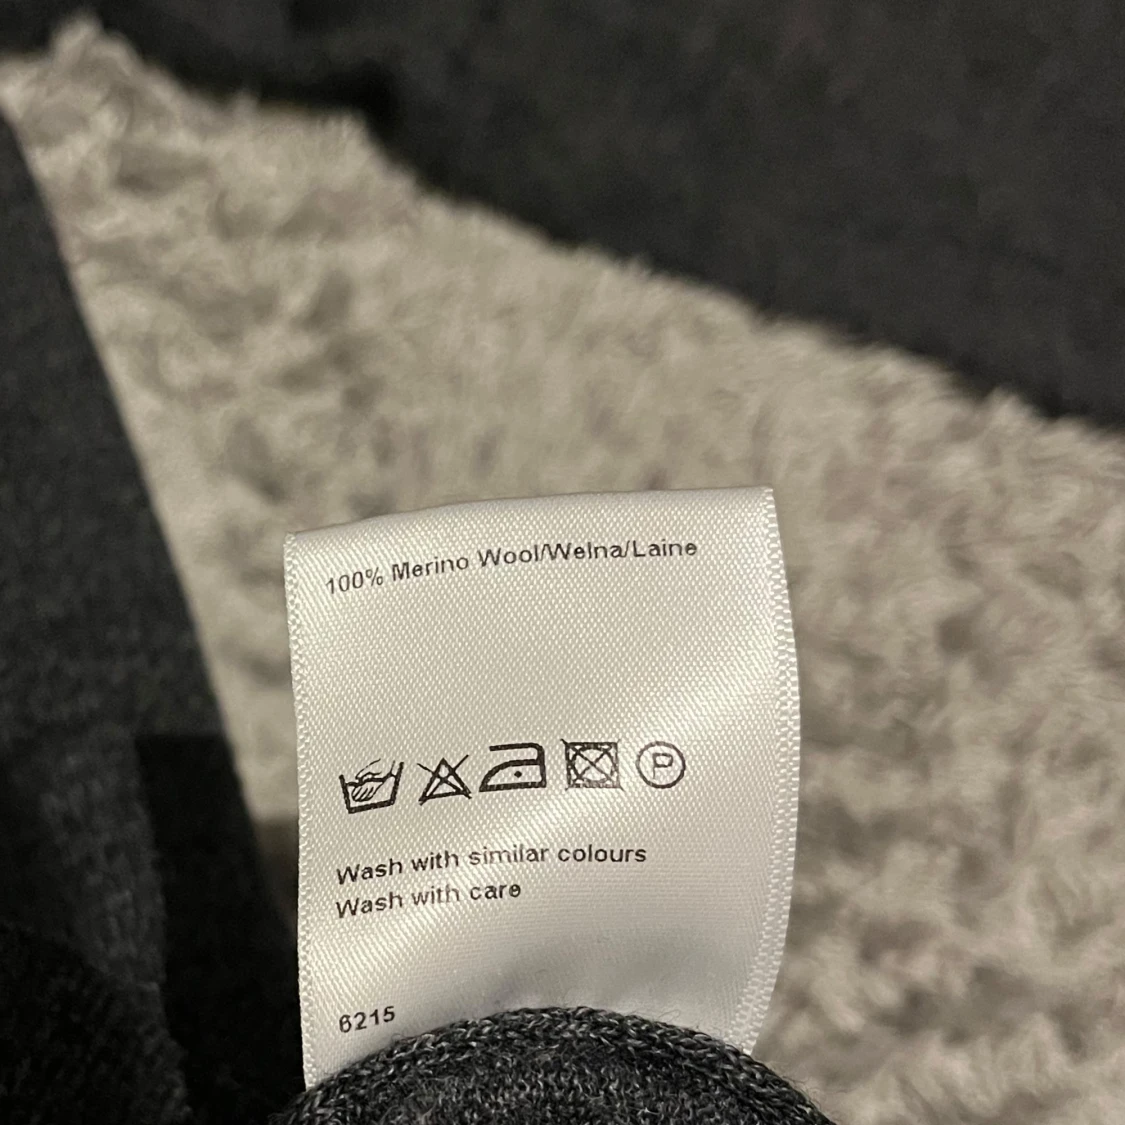 100% Merino Wool/Welna/Laine
P
Wash with similar colours
Wash with care
6215